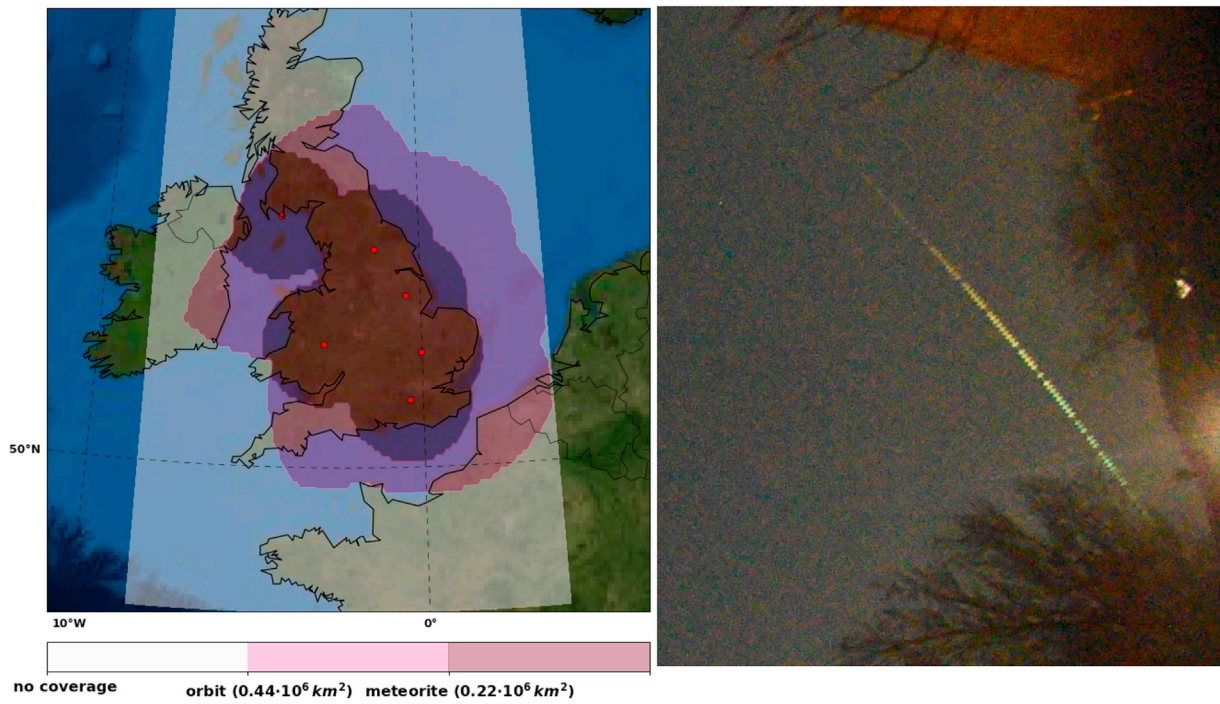 50°N
10°W 0°
no coverage orbit (0.44·10⁶ km²) meteorite (0.22·10⁶ km²)